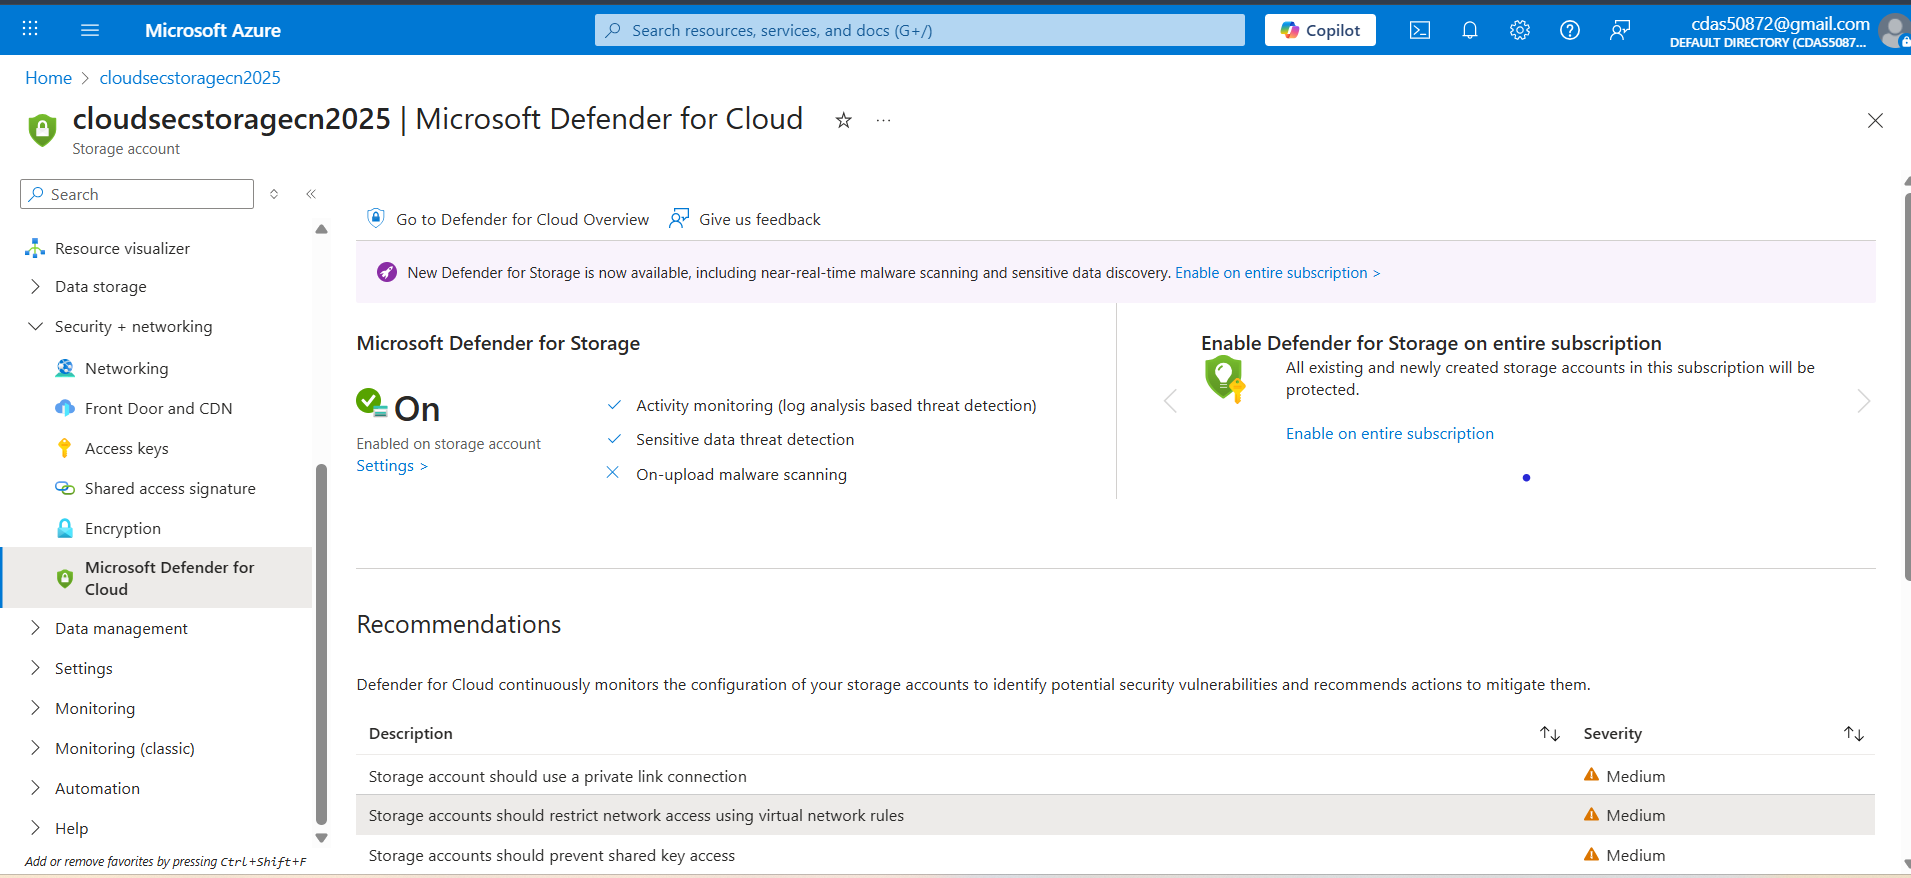 Microsoft Azure
Search resources, services, and docs (G+/)
Copilot
cdas50872@gmail.com
DEFAULT DIRECTORY (CDAS5087...
Home > cloudsecstoragecn2025
cloudsecstoragecn2025 | Microsoft Defender for Cloud
Storage account
Search
Resource visualizer
Data storage
Security + networking
Networking
Front Door and CDN
Access keys
Shared access signature
Encryption
Microsoft Defender for
Cloud
Data management
Settings
Monitoring
Monitoring (classic)
Automation
Help
Add or remove favorites by pressing Ctrl+Shift+F
Go to Defender for Cloud Overview
Give us feedback
New Defender for Storage is now available, including near-real-time malware scanning and sensitive data discovery. Enable on entire subscription >
Microsoft Defender for Storage
On
Enabled on storage account
Settings >
Activity monitoring (log analysis based threat detection)
Sensitive data threat detection
On-upload malware scanning
Enable Defender for Storage on entire subscription
All existing and newly created storage accounts in this subscription will be
protected.
Enable on entire subscription
Recommendations
Defender for Cloud continuously monitors the configuration of your storage accounts to identify potential security vulnerabilities and recommends actions to mitigate them.
Description Severity
Storage account should use a private link connection Medium
Storage accounts should restrict network access using virtual network rules Medium
Storage accounts should prevent shared key access Medium